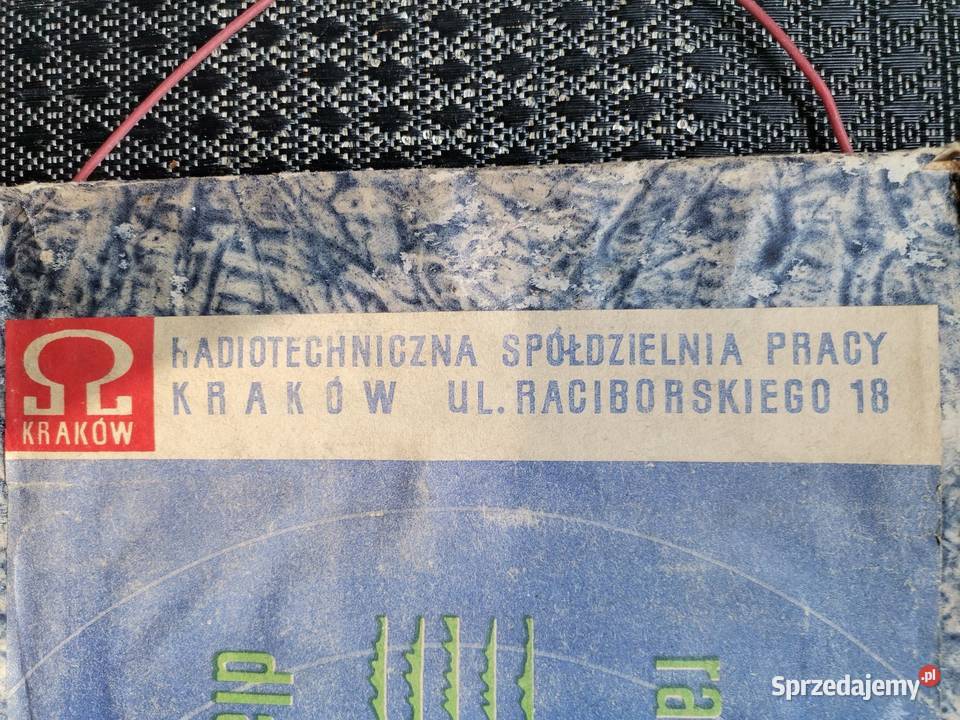 RADIOTECHNICZNA SPÓŁDZIELNIA PRACY
KRAKÓW UL. RACIBORSKIEGO 18
Ω
KRAKÓW
Sprzedajemy.pl